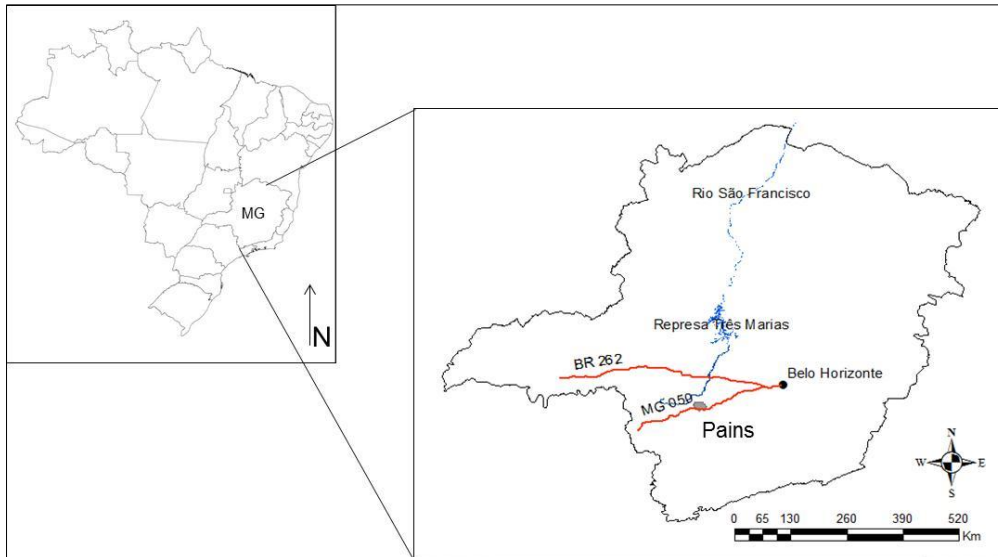 MG
N
Rio São Francisco
Represa Três Marias
BR 262
Belo Horizonte
MG 050
Pains
N
W
E
S
0 65 130 260 390 520
Km